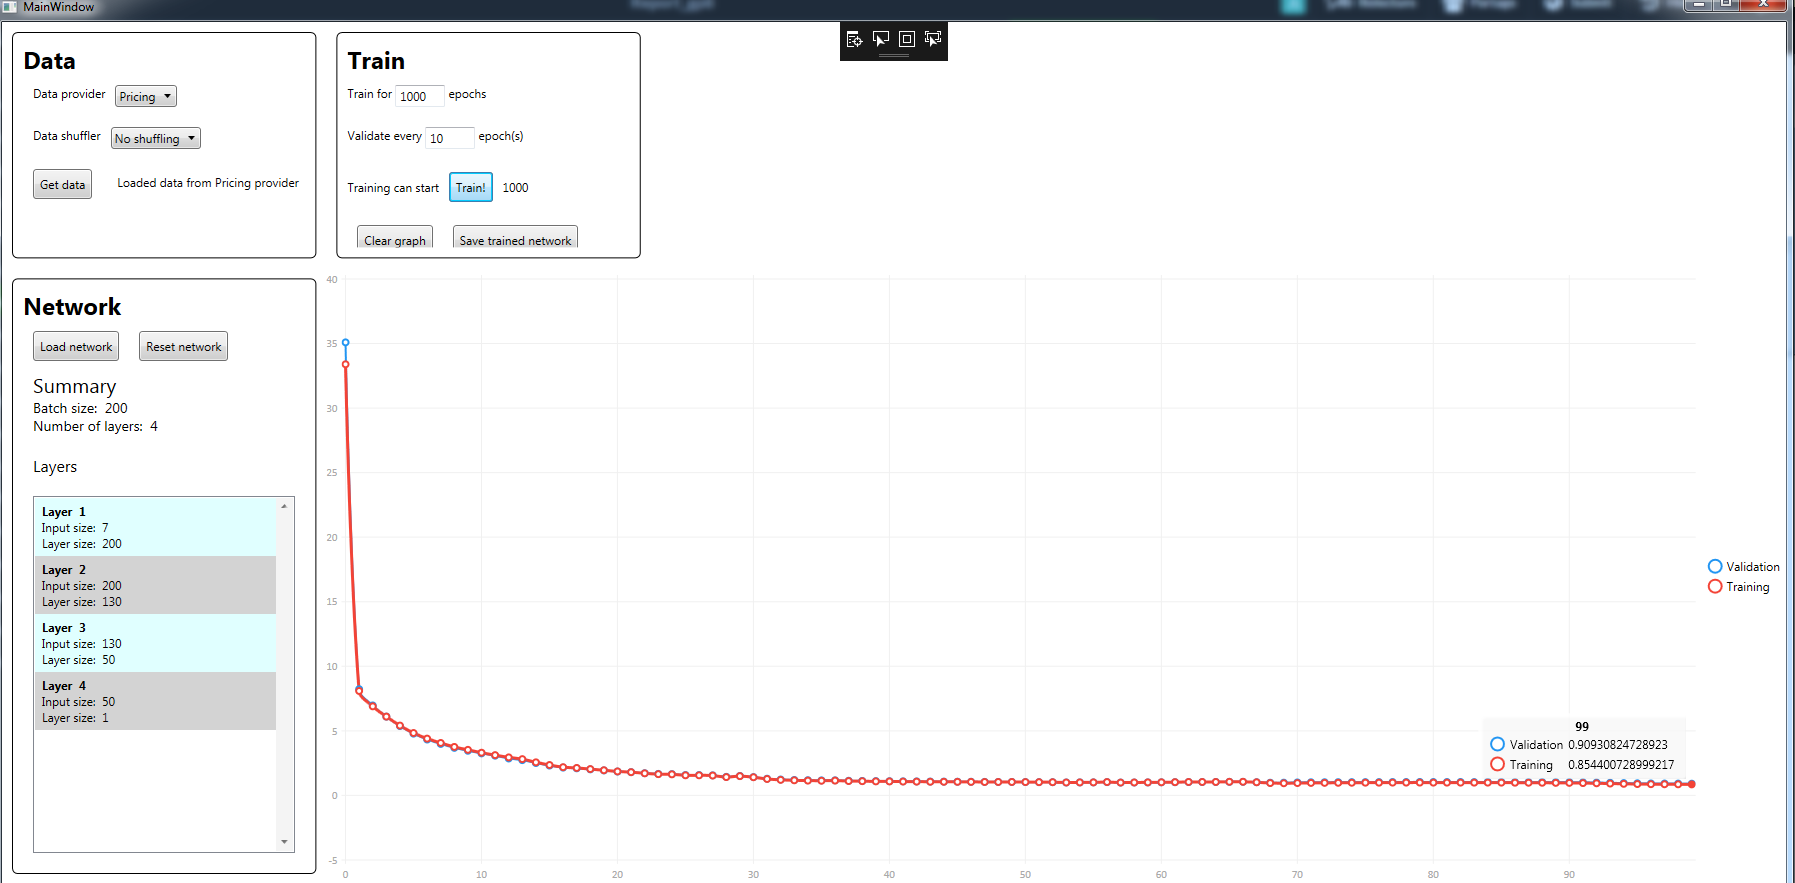 MainWindow
Data
Data provider Pricing
Data shuffler No shuffling
Get data Loaded data from Pricing provider
Train
Train for 1000 epochs
Validate every 10 epoch(s)
Training can start Train! 1000
Clear graph Save trained network
Network
Load network Reset network
Summary
Batch size: 200
Number of layers: 4
Layers
Layer 1
Input size: 7
Layer size: 200
Layer 2
Input size: 200
Layer size: 130
Layer 3
Input size: 130
Layer size: 50
Layer 4
Input size: 50
Layer size: 1
40
35
30
25
20
15
10
5
0
-5
0 10 20 30 40 50 60 70 80 90
99
Validation 0.90930824728923
Training 0.854400728999217
Validation
Training